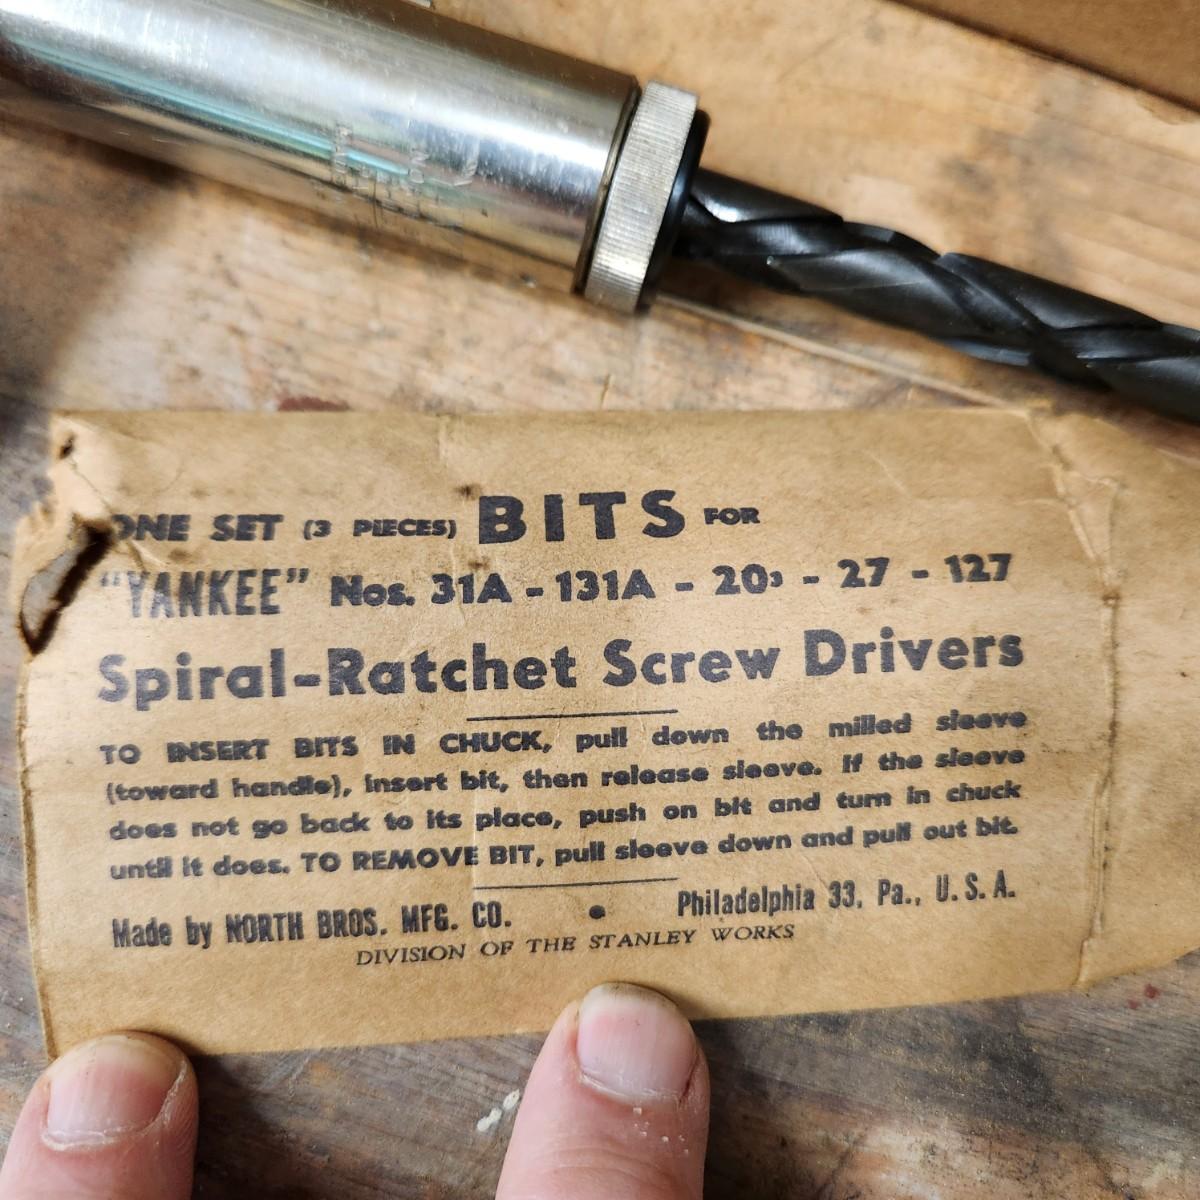 ONE SET (3 PIECES) BITS FOR
"YANKEE" Nos. 31A - 131A - - 27 - 127
Spiral-Ratchet Screw Drivers
TO INSERT BITS IN CHUCK, pull down the milled sleeve
(toward handle), insert bit, then release sleeve. If the sleeve
does not go back to its place, push on bit and turn in chuck
until it does. TO REMOVE BIT, pull sleeve down and pull out bit.
Made by NORTH BROS. MFG. CO. • Philadelphia 33, Pa., U. S. A.
DIVISION OF THE STANLEY WORKS